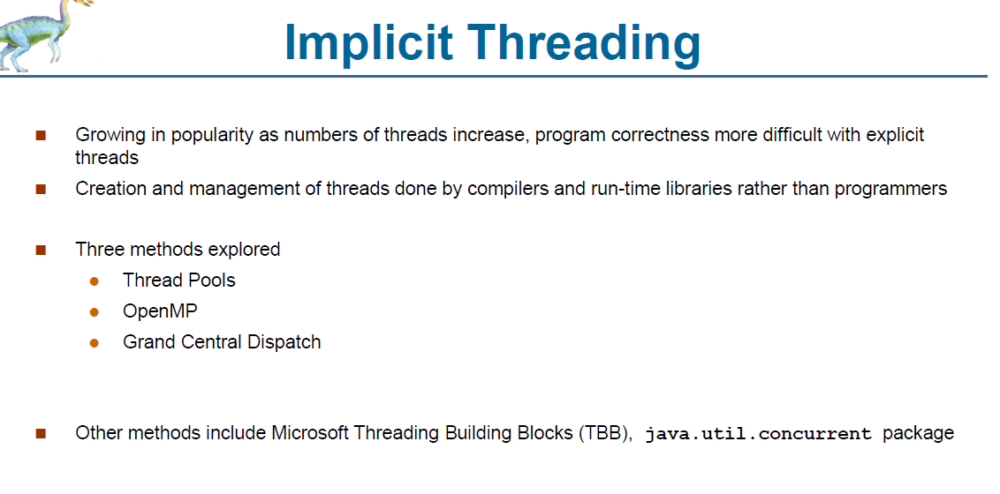 Implicit Threading
Growing in popularity as numbers of threads increase, program correctness more difficult with explicit
threads
Creation and management of threads done by compilers and run-time libraries rather than programmers
Three methods explored
Thread Pools
OpenMP
Grand Central Dispatch
Other methods include Microsoft Threading Building Blocks (TBB), java.util.concurrent package